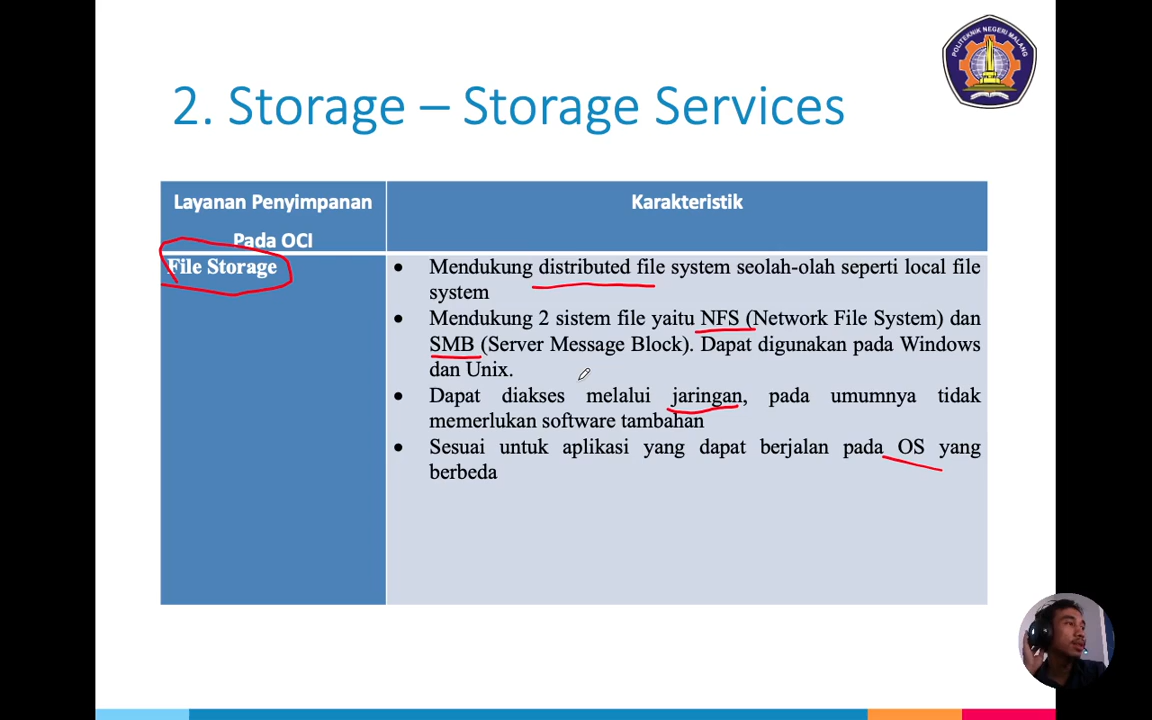 POLITEKNIK NEGERI MALANG
2. Storage – Storage Services
Layanan Penyimpanan
Pada OCI
Karakteristik
File Storage
• Mendukung distributed file system seolah-olah seperti local file
system
• Mendukung 2 sistem file yaitu NFS (Network File System) dan
SMB (Server Message Block). Dapat digunakan pada Windows
dan Unix.
• Dapat diakses melalui jaringan, pada umumnya tidak
memerlukan software tambahan
• Sesuai untuk aplikasi yang dapat berjalan pada OS yang
berbeda